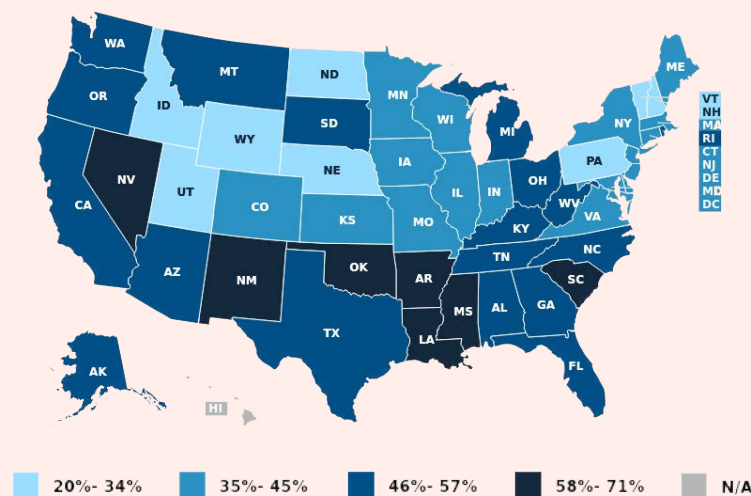 WA
MT
ND
MN
ME
OR
ID
SD
WI
MI
NY
VT
NH
MA
RI
CT
NJ
DE
MD
DC
WY
NE
IA
PA
NV
UT
CO
KS
MO
IL
IN
OH
WV
VA
KY
CA
AZ
NM
OK
AR
TN
NC
SC
TX
LA
MS
AL
GA
FL
AK
HI
20%- 34%
35%- 45%
46%- 57%
58%- 71%
N/A